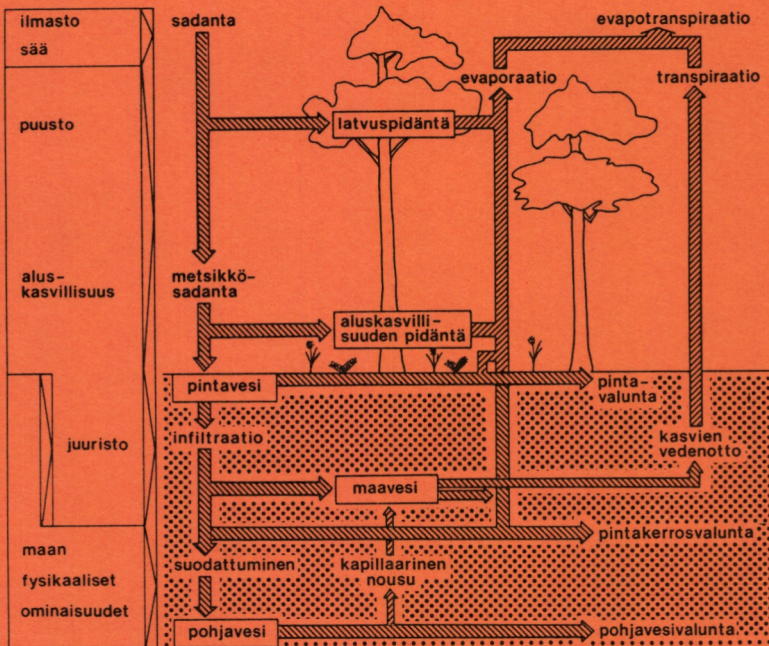 ilmasto
sää
puusto
alus-
kasvillisuus
juuristo
maan
fysikaaliset
ominaisuudet
sadanta
evapotranspiraatio
evaporaatio
transpiraatio
latvuspidäntä
metsikkö-
sadanta
aluskasvilli-
suuden pidäntä
pintavesi
pinta-
valunta
infiltraatio
kasvien
vedenotto
maavesi
pintakerrosvalunta
suodattuminen
kapillaarinen
nousu
pohjavesi
pohjavesivalunta